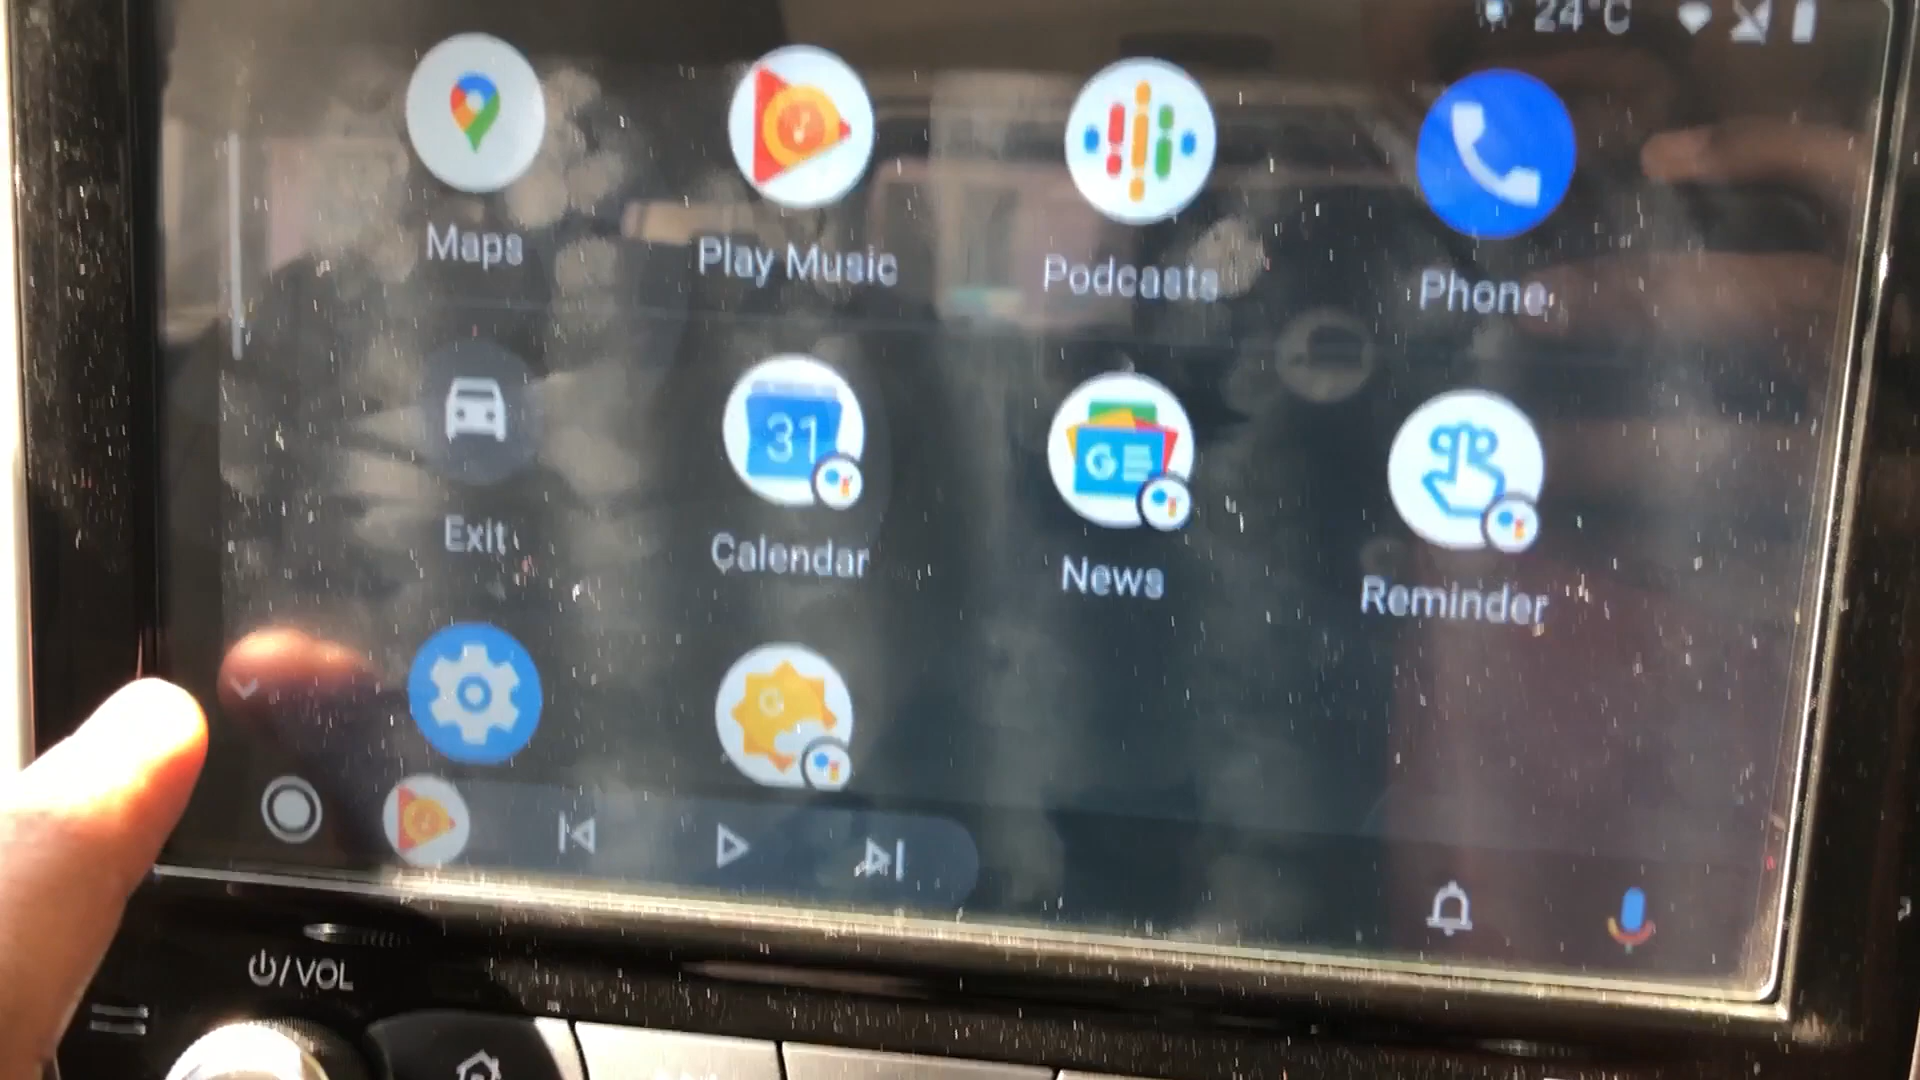 24°C
Maps
Play Music
Podcasts
Phone
Exit
31
Calendar
G
News
Reminder
G
⏻/VOL